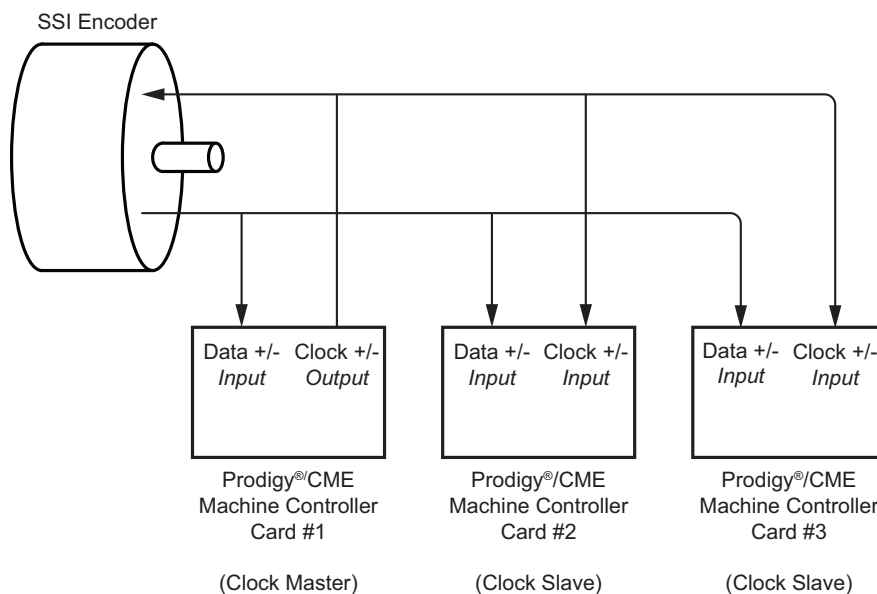 SSI Encoder
Data +/-
Input
Clock +/-
Output
Data +/-
Input
Clock +/-
Input
Data +/-
Input
Clock +/-
Input
Prodigy®/CME
Machine Controller
Card #1
(Clock Master)
Prodigy®/CME
Machine Controller
Card #2
(Clock Slave)
Prodigy®/CME
Machine Controller
Card #3
(Clock Slave)